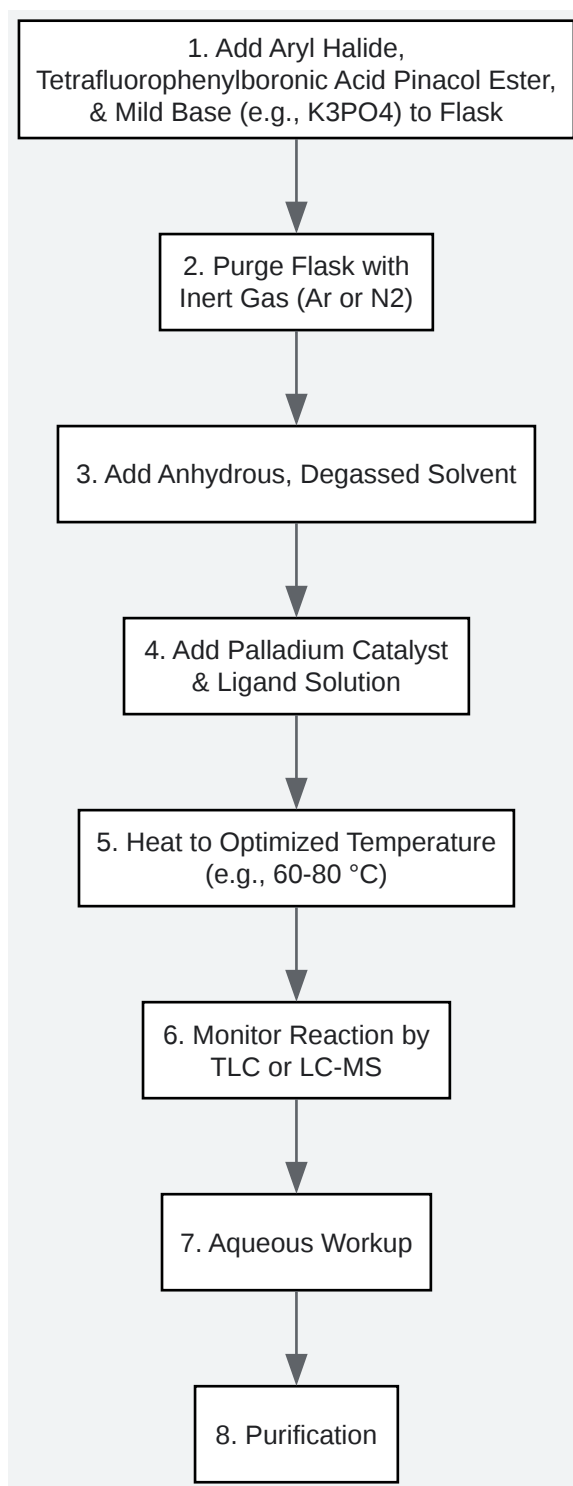 1. Add Aryl Halide,
Tetrafluorophenylboronic Acid Pinacol Ester,
& Mild Base (e.g., K3PO4) to Flask
2. Purge Flask with
Inert Gas (Ar or N2)
3. Add Anhydrous, Degassed Solvent
4. Add Palladium Catalyst
& Ligand Solution
5. Heat to Optimized Temperature
(e.g., 60-80 °C)
6. Monitor Reaction by
TLC or LC-MS
7. Aqueous Workup
8. Purification